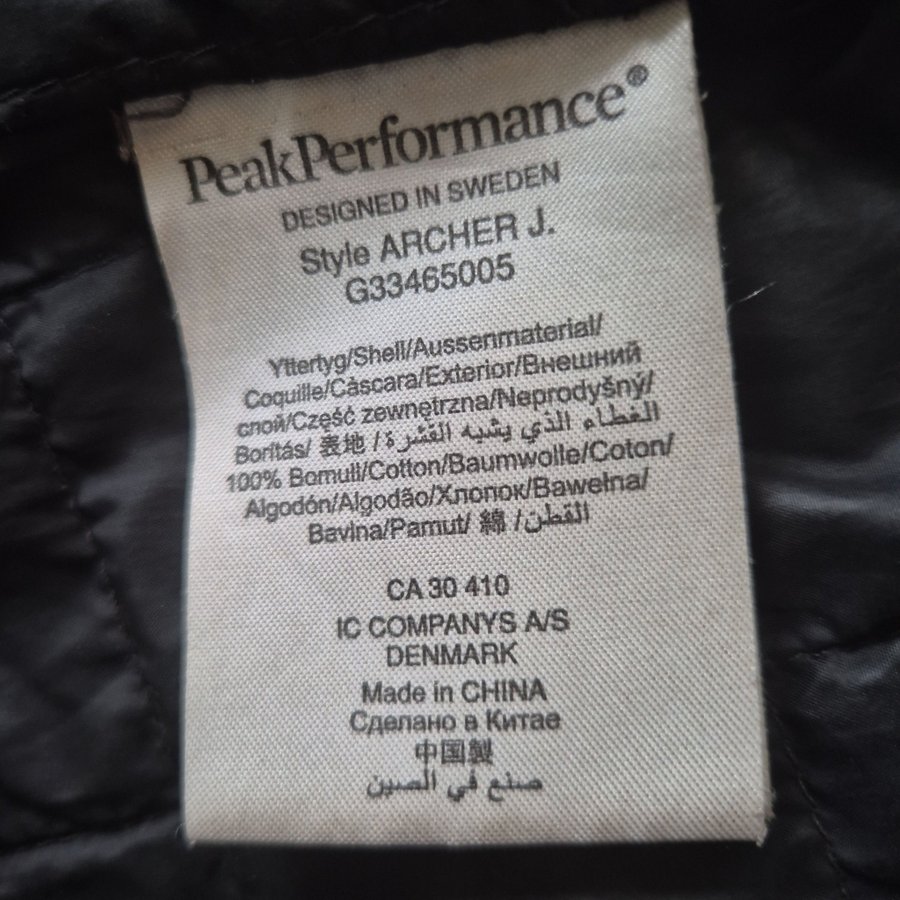 PeakPerformance®
DESIGNED IN SWEDEN
Style ARCHER J.
G33465005
Yttertyg/Shell/Aussenmaterial/
Coquille/Càscara/Exterior/Внешний
слой/Część zewnętrzna/Neprodyšný/
Borítás/ 表地 / الغطاء الذي يشبه القشرة
100% Bomull/Cotton/Baumwolle/Coton/
Algodón/Algodão/Хлопок/Bawełna/
Bavlna/Pamut/ 綿 / القطن
CA 30 410
IC COMPANYS A/S
DENMARK
Made in CHINA
Сделано в Китае
中国製
صنع في الصين